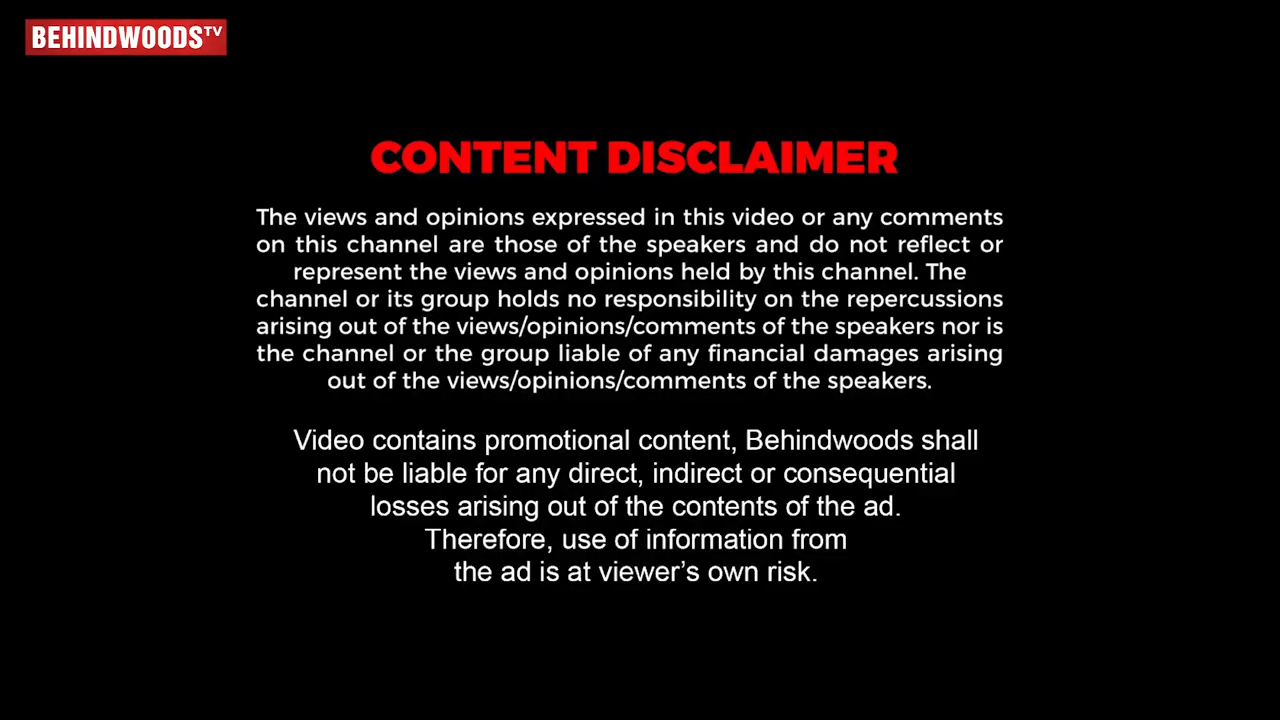 BEHINDWOODSTV
CONTENT DISCLAIMER
The views and opinions expressed in this video or any comments
on this channel are those of the speakers and do not reflect or
represent the views and opinions held by this channel. The
channel or its group holds no responsibility on the repercussions
arising out of the views/opinions/comments of the speakers nor is
the channel or the group liable of any financial damages arising
out of the views/opinions/comments of the speakers.
Video contains promotional content, Behindwoods shall
not be liable for any direct, indirect or consequential
losses arising out of the contents of the ad.
Therefore, use of information from
the ad is at viewer’s own risk.